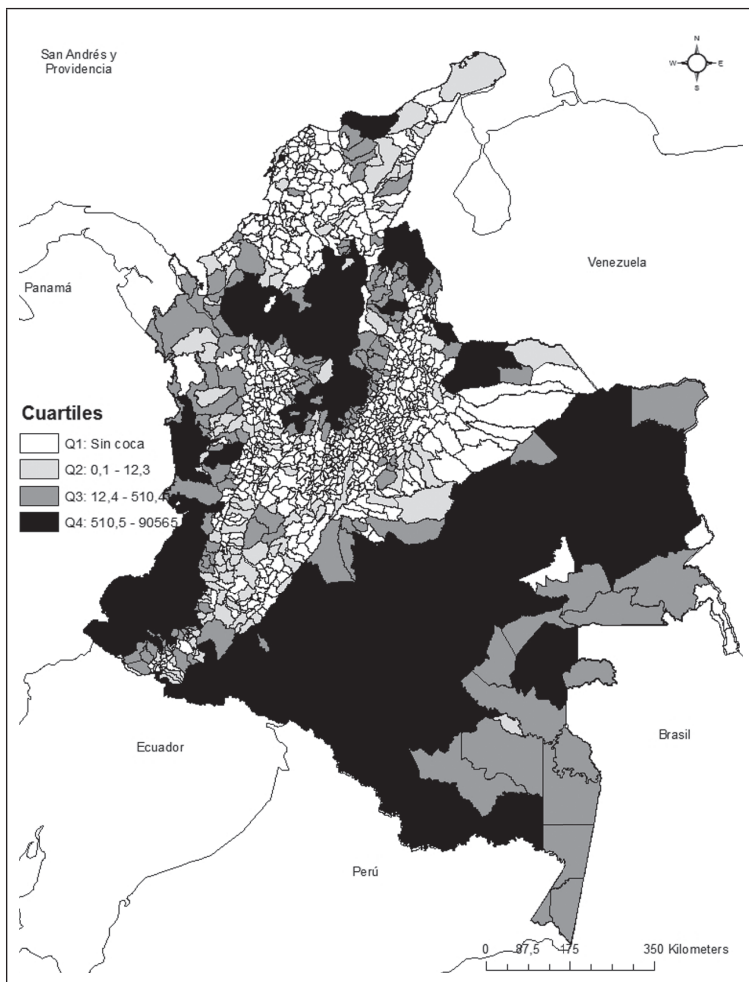 San Andrés y
Providencia
N
W
E
S
Venezuela
Panamá
Cuartiles
Q1: Sin coca
Q2: 0,1 - 12,3
Q3: 12,4 - 510,4
Q4: 510,5 - 90565
Ecuador
Brasil
Perú
0 87,5 175 350 Kilometers